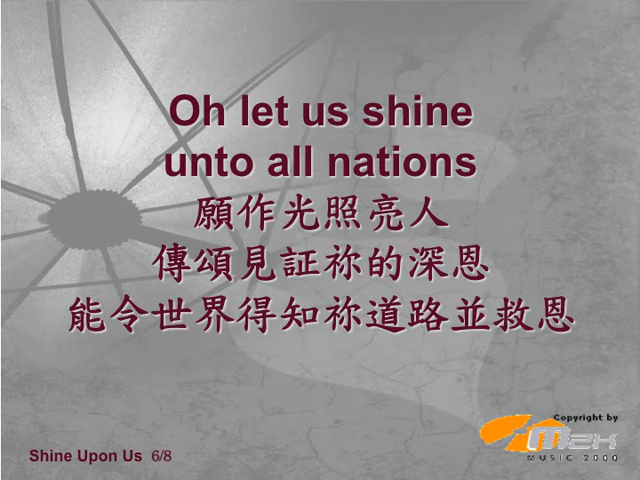 Oh let us shine
unto all nations
願作光照亮人
傳頌見証祢的深恩
能令世界得知祢道路並救恩
Copyright by
M2K
MUSIC 2000
Shine Upon Us 6/8